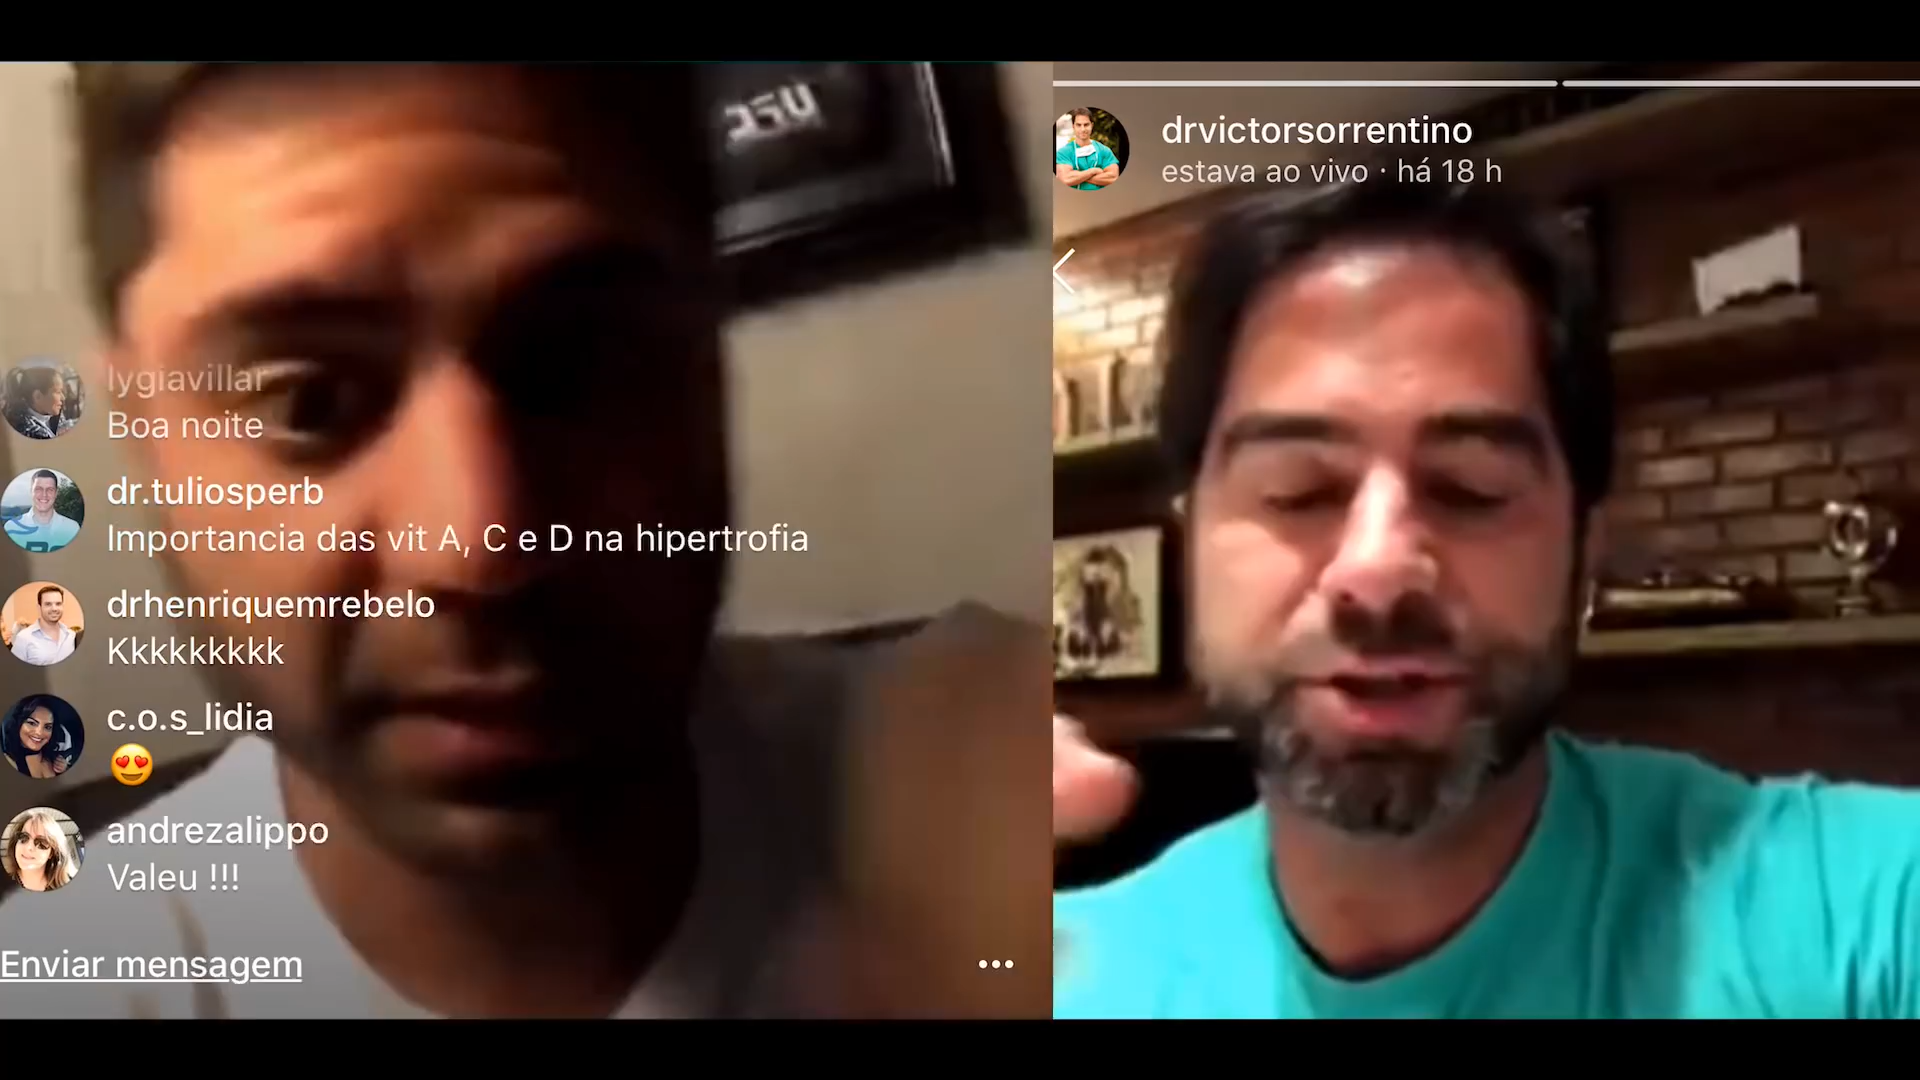 UFC
drvictorsorrentino
estava ao vivo · há 18 h
lygiavillar
Boa noite
dr.tuliosperb
Importancia das vit A, C e D na hipertrofia
drhenriquemrebelo
Kkkkkkkkk
c.o.s_lidia
😍
andrezalippo
Valeu !!!
Enviar mensagem